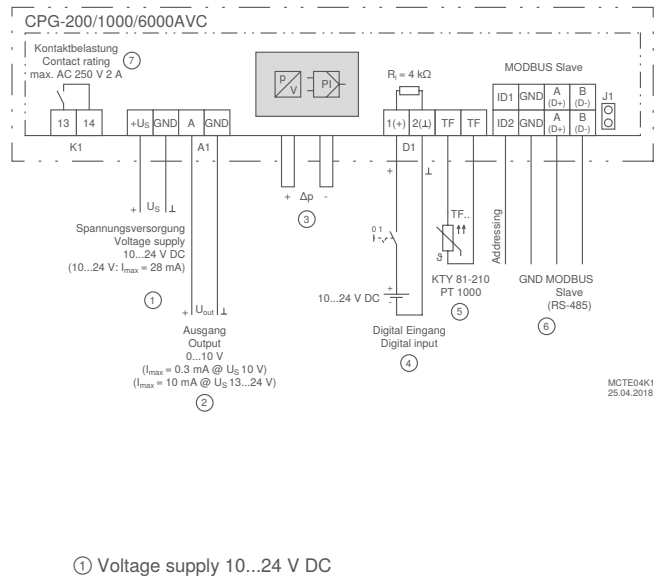 CPG-200/1000/6000AVC
Kontaktbelastung
Contact rating
max. AC 250 V 2 A
7
p
V
PI
Ri = 4 kΩ
MODBUS Slave
J1
13 14
+US GND A GND
1(+) 2(⊥) TF TF
ID1 GND A (D+) B (D-)
ID2 GND A (D+) B (D-)
K1
A1
D1
+ US ⊥
Spannungsversorgung
Voltage supply
10...24 V DC
(10...24 V: Imax = 28 mA)
1
+ Uout ⊥
Ausgang
Output
0...10 V
(Imax = 0.3 mA @ US 10 V)
(Imax = 10 mA @ US 13...24 V)
2
+ Δp -
3
+ ⊥
0 1
10...24 V DC
+
-
Digital Eingang
Digital input
4
TF..
ϑ
KTY 81-210
PT 1000
5
Addressing
GND MODBUS
Slave
(RS-485)
6
MCTE04K1
25.04.2018
1 Voltage supply 10...24 V DC